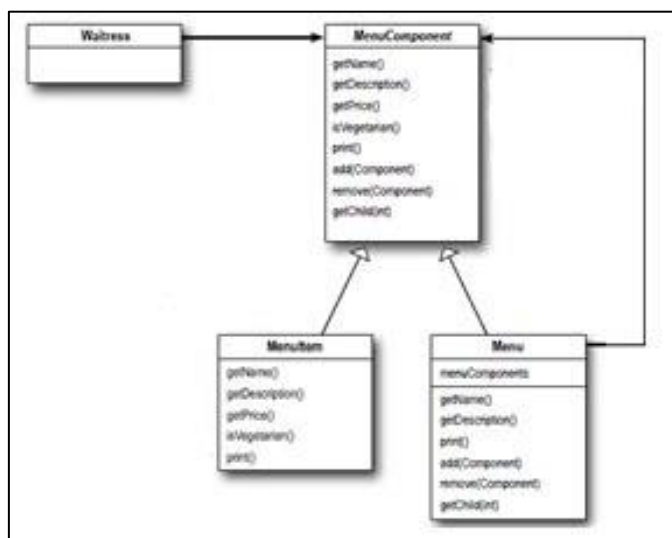 Waitress
MenuComponent
getName()
getDescription()
getPrice()
isVegetarian()
print()
add(Component)
remove(Component)
getChild(int)
MenuItem
getName()
getDescription()
getPrice()
isVegetarian()
print()
Menu
menuComponents
getName()
getDescription()
print()
add(Component)
remove(Component)
getChild(int)